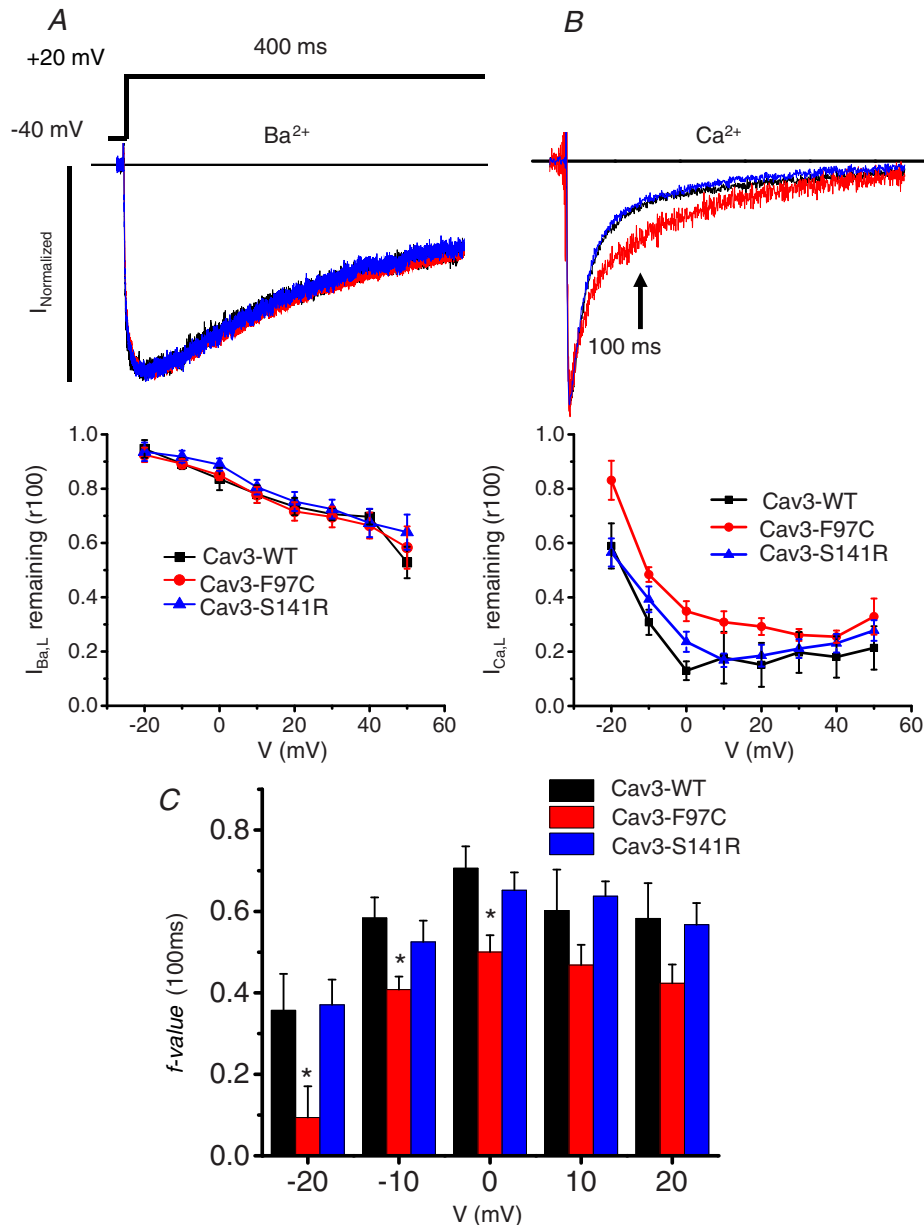 A
B
+20 mV
400 ms
-40 mV
Ba2+
Ca2+
INormalized
100 ms
1.0
0.8
0.6
0.4
0.2
0.0
IBa,L remaining (r100)
Cav3-WT
Cav3-F97C
Cav3-S141R
-20 0 20 40 60
V (mV)
1.0
0.8
0.6
0.4
0.2
0.0
ICa,L remaining (r100)
Cav3-WT
Cav3-F97C
Cav3-S141R
-20 -10 0 10 20 30 40 50 60
V (mV)
C
Cav3-WT
Cav3-F97C
Cav3-S141R
0.8
0.6
0.4
0.2
0.0
f-value (100ms)
*
*
*
-20 -10 0 10 20
V (mV)